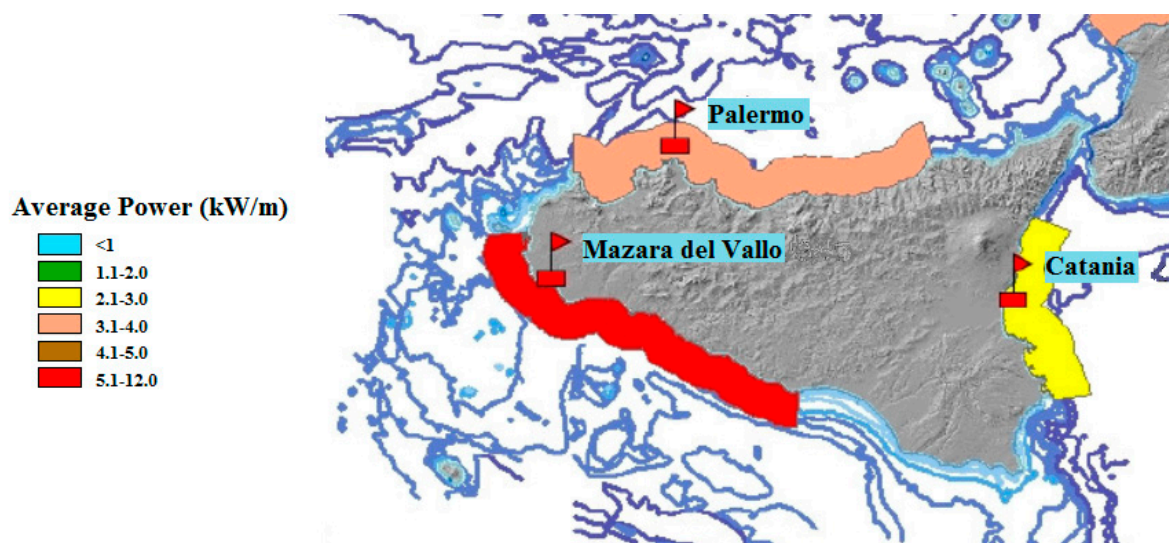 Palermo
Average Power (kW/m)
<1
1.1-2.0
2.1-3.0
3.1-4.0
4.1-5.0
5.1-12.0
Mazara del Vallo
Catania